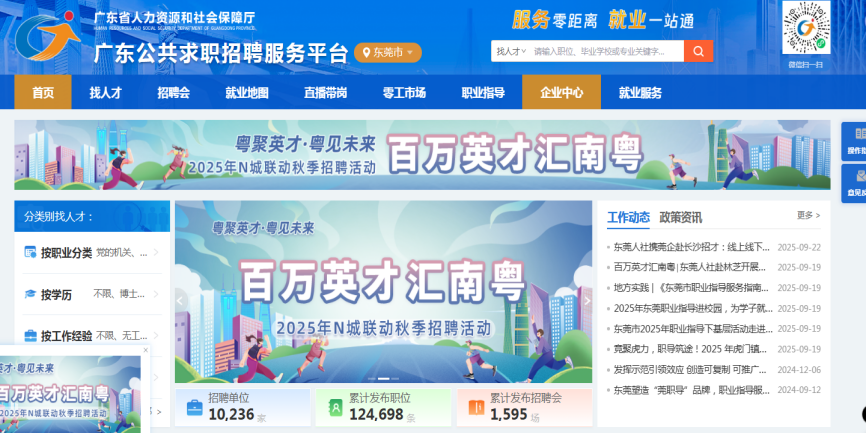 广东省人力资源和社会保障厅
HUMAN RESOURCES AND SOCIAL SECURITY DEPARTMENT OF GUANGDONG PROVINCE
广东公共求职招聘服务平台
东莞市
服务零距离 就业一站通
找人才 请输入职位、毕业学校或专业关键字...
微信扫一扫
首页 找人才 招聘会 就业地图 直播带岗 零工市场 职业指导 企业中心 就业服务
粤聚英才·粤见未来
2025年N城联动秋季招聘活动
百万英才汇南粤
操作指
意见反
分类别找人才：
按职业分类 党的机关、...
按学历 不限、博士...
按工作经验 不限、无工...
粤聚英才·粤见未来
百万英才汇南粤
2025年N城联动秋季招聘活动
招聘单位
10,236 家
累计发布职位
124,698 条
累计发布招聘会
1,595 场
工作动态 政策资讯 更多 >
东莞人社携莞企赴长沙招才：线上线下... 2025-09-22
百万英才汇南粤|东莞人社赴林芝开展... 2025-09-19
地方实践 | 《东莞市职业指导服务指南... 2025-09-19
2025年东莞职业指导进校园，为学子就... 2025-09-19
东莞市2025年职业指导下基层活动走进... 2025-09-19
竞聚虎力，职导筑途！2025 年虎门镇... 2025-09-19
发挥示范引领效应 创造可复制 可推广... 2024-12-06
东莞塑造“莞职导”品牌，职业指导服... 2024-09-12
才·粤见未来
百万英才汇南粤
025年N城联动秋季招聘活动